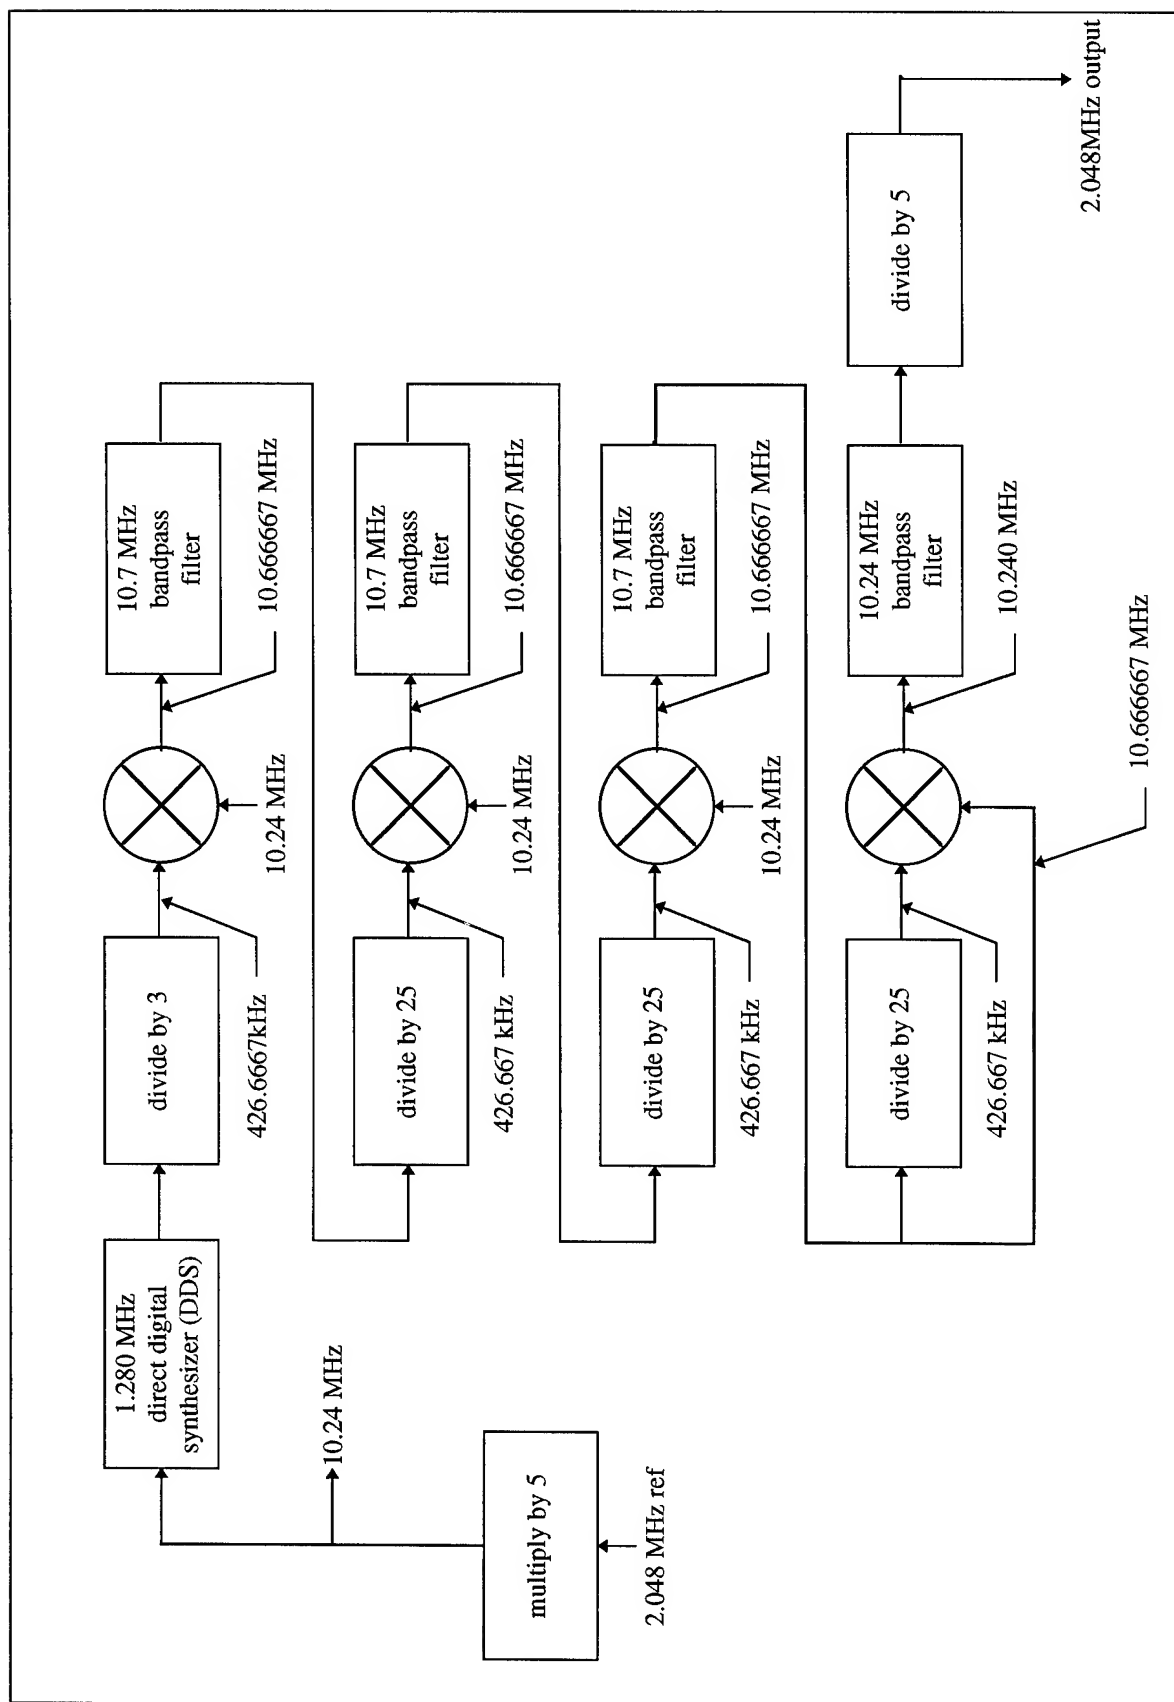 1.280 MHz
direct digital
synthesizer (DDS)
divide by 3
426.6667kHz
10.24 MHz
10.7 MHz
bandpass
filter
10.666667 MHz
divide by 25
426.667 kHz
10.24 MHz
10.7 MHz
bandpass
filter
10.666667 MHz
divide by 25
426.667 kHz
10.24 MHz
10.7 MHz
bandpass
filter
10.666667 MHz
divide by 25
426.667 kHz
10.24 MHz
bandpass
filter
10.240 MHz
10.666667 MHz
divide by 5
2.048MHz output
10.24 MHz
multiply by 5
2.048 MHz ref